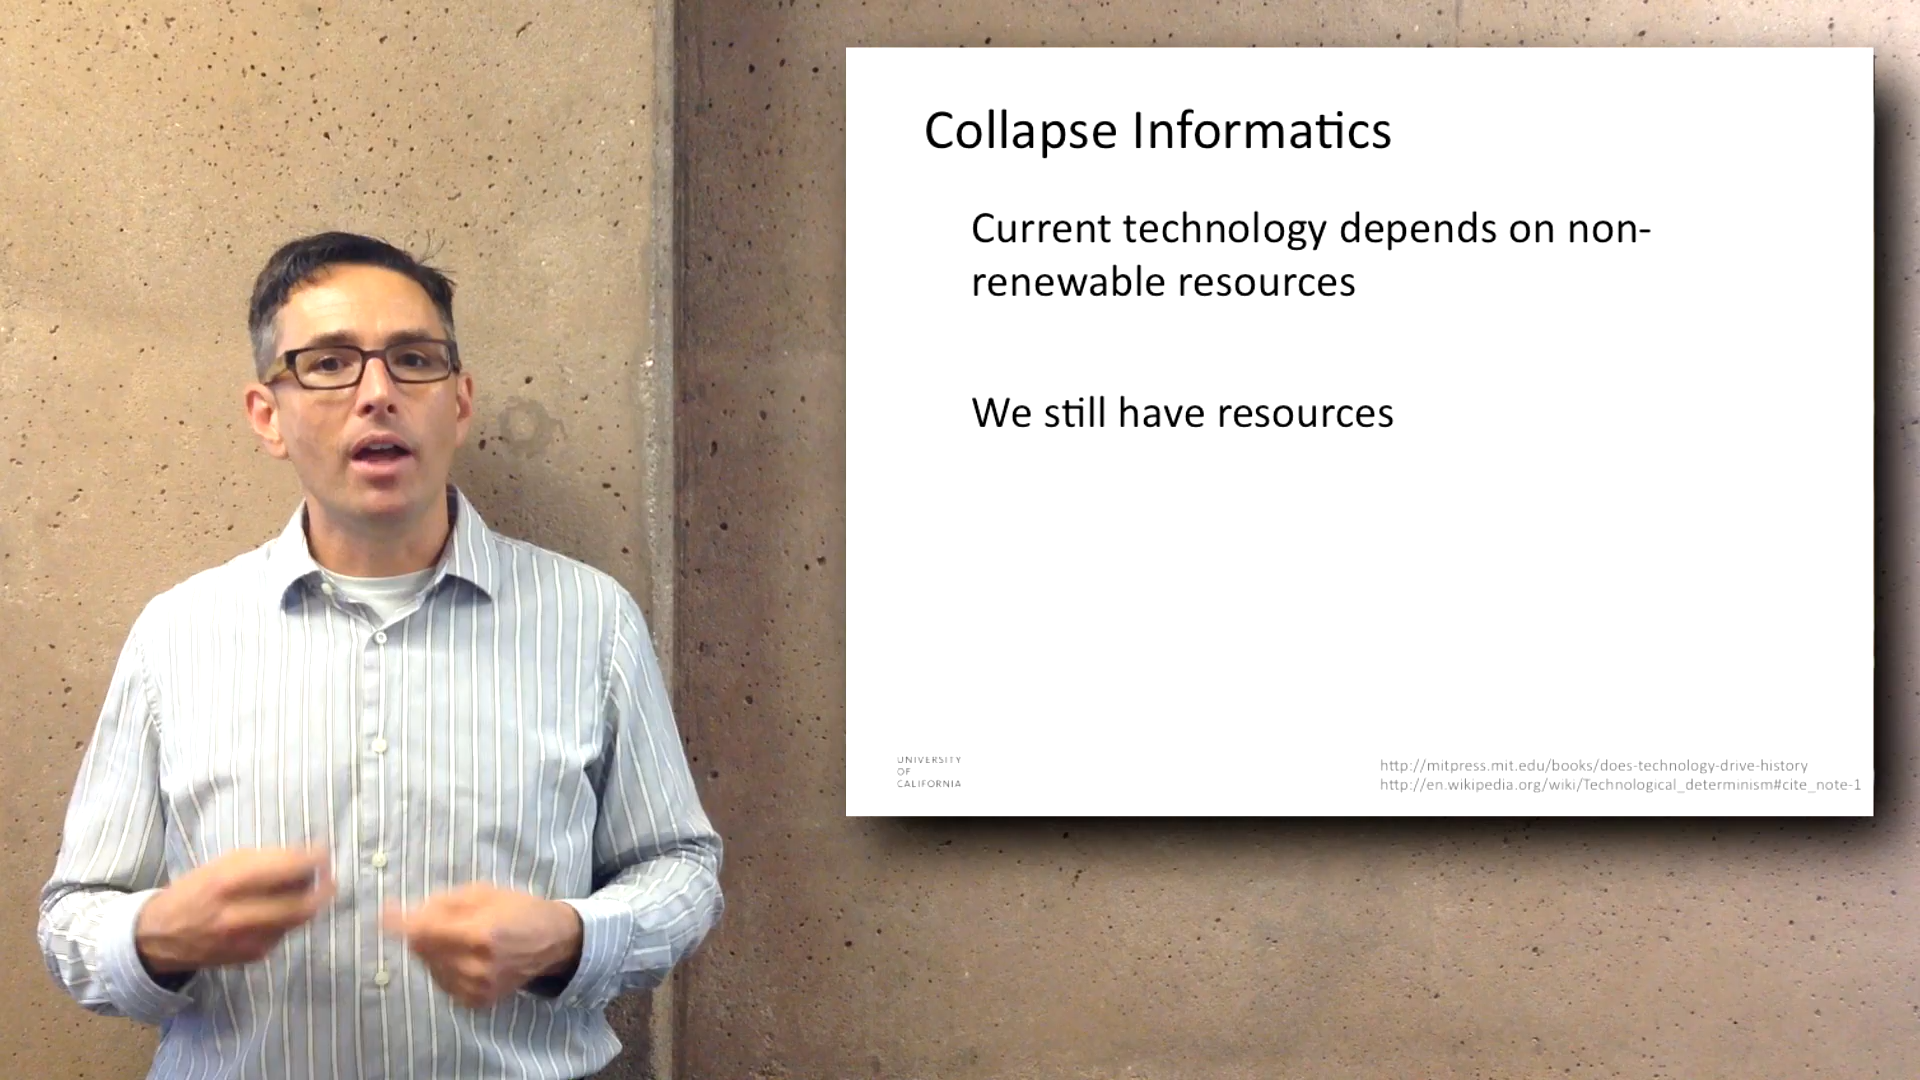 Collapse Informatics
Current technology depends on non-
renewable resources
We still have resources
UNIVERSITY
OF
CALIFORNIA
http://mitpress.mit.edu/books/does-technology-drive-history
http://en.wikipedia.org/wiki/Technological_determinism#cite_note-1